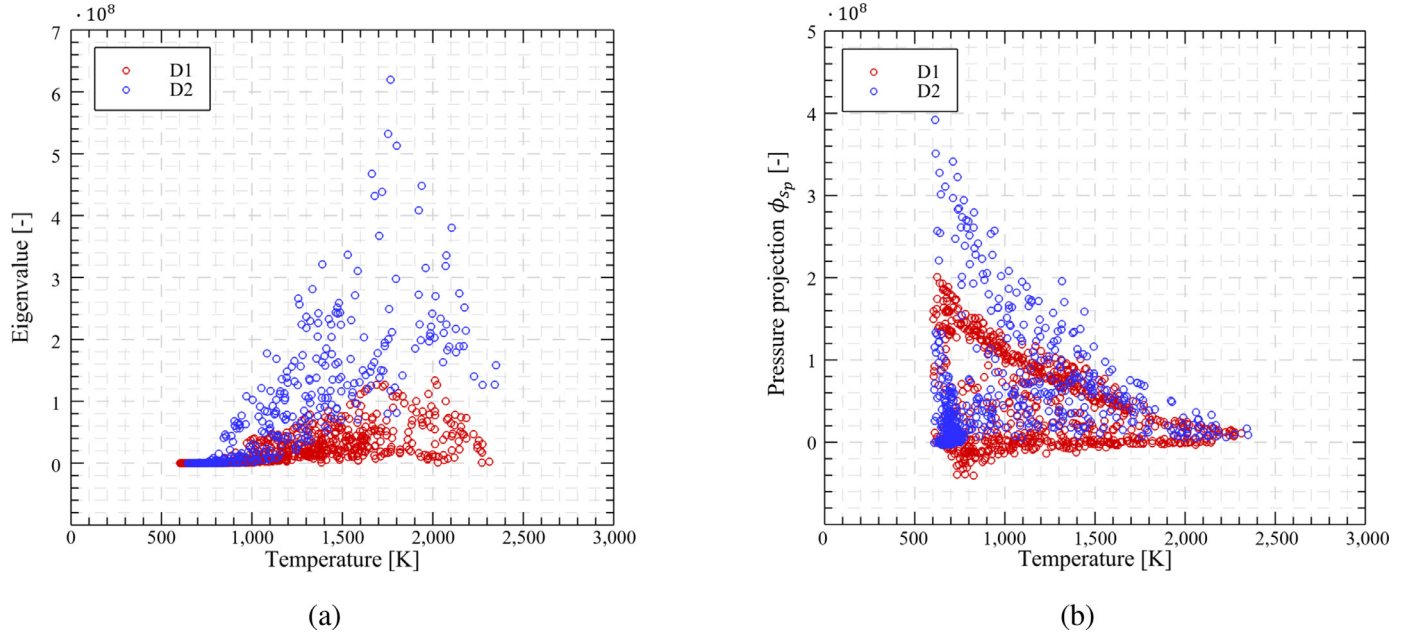 · 10⁸
7
6
5
4
3
2
1
0
Eigenvalue [-]
D1
D2
0 500 1,000 1,500 2,000 2,500 3,000
Temperature [K]
(a)
· 10⁸
5
4
3
2
1
0
Pressure projection ϕ_{s_p} [-]
D1
D2
0 500 1,000 1,500 2,000 2,500 3,000
Temperature [K]
(b)